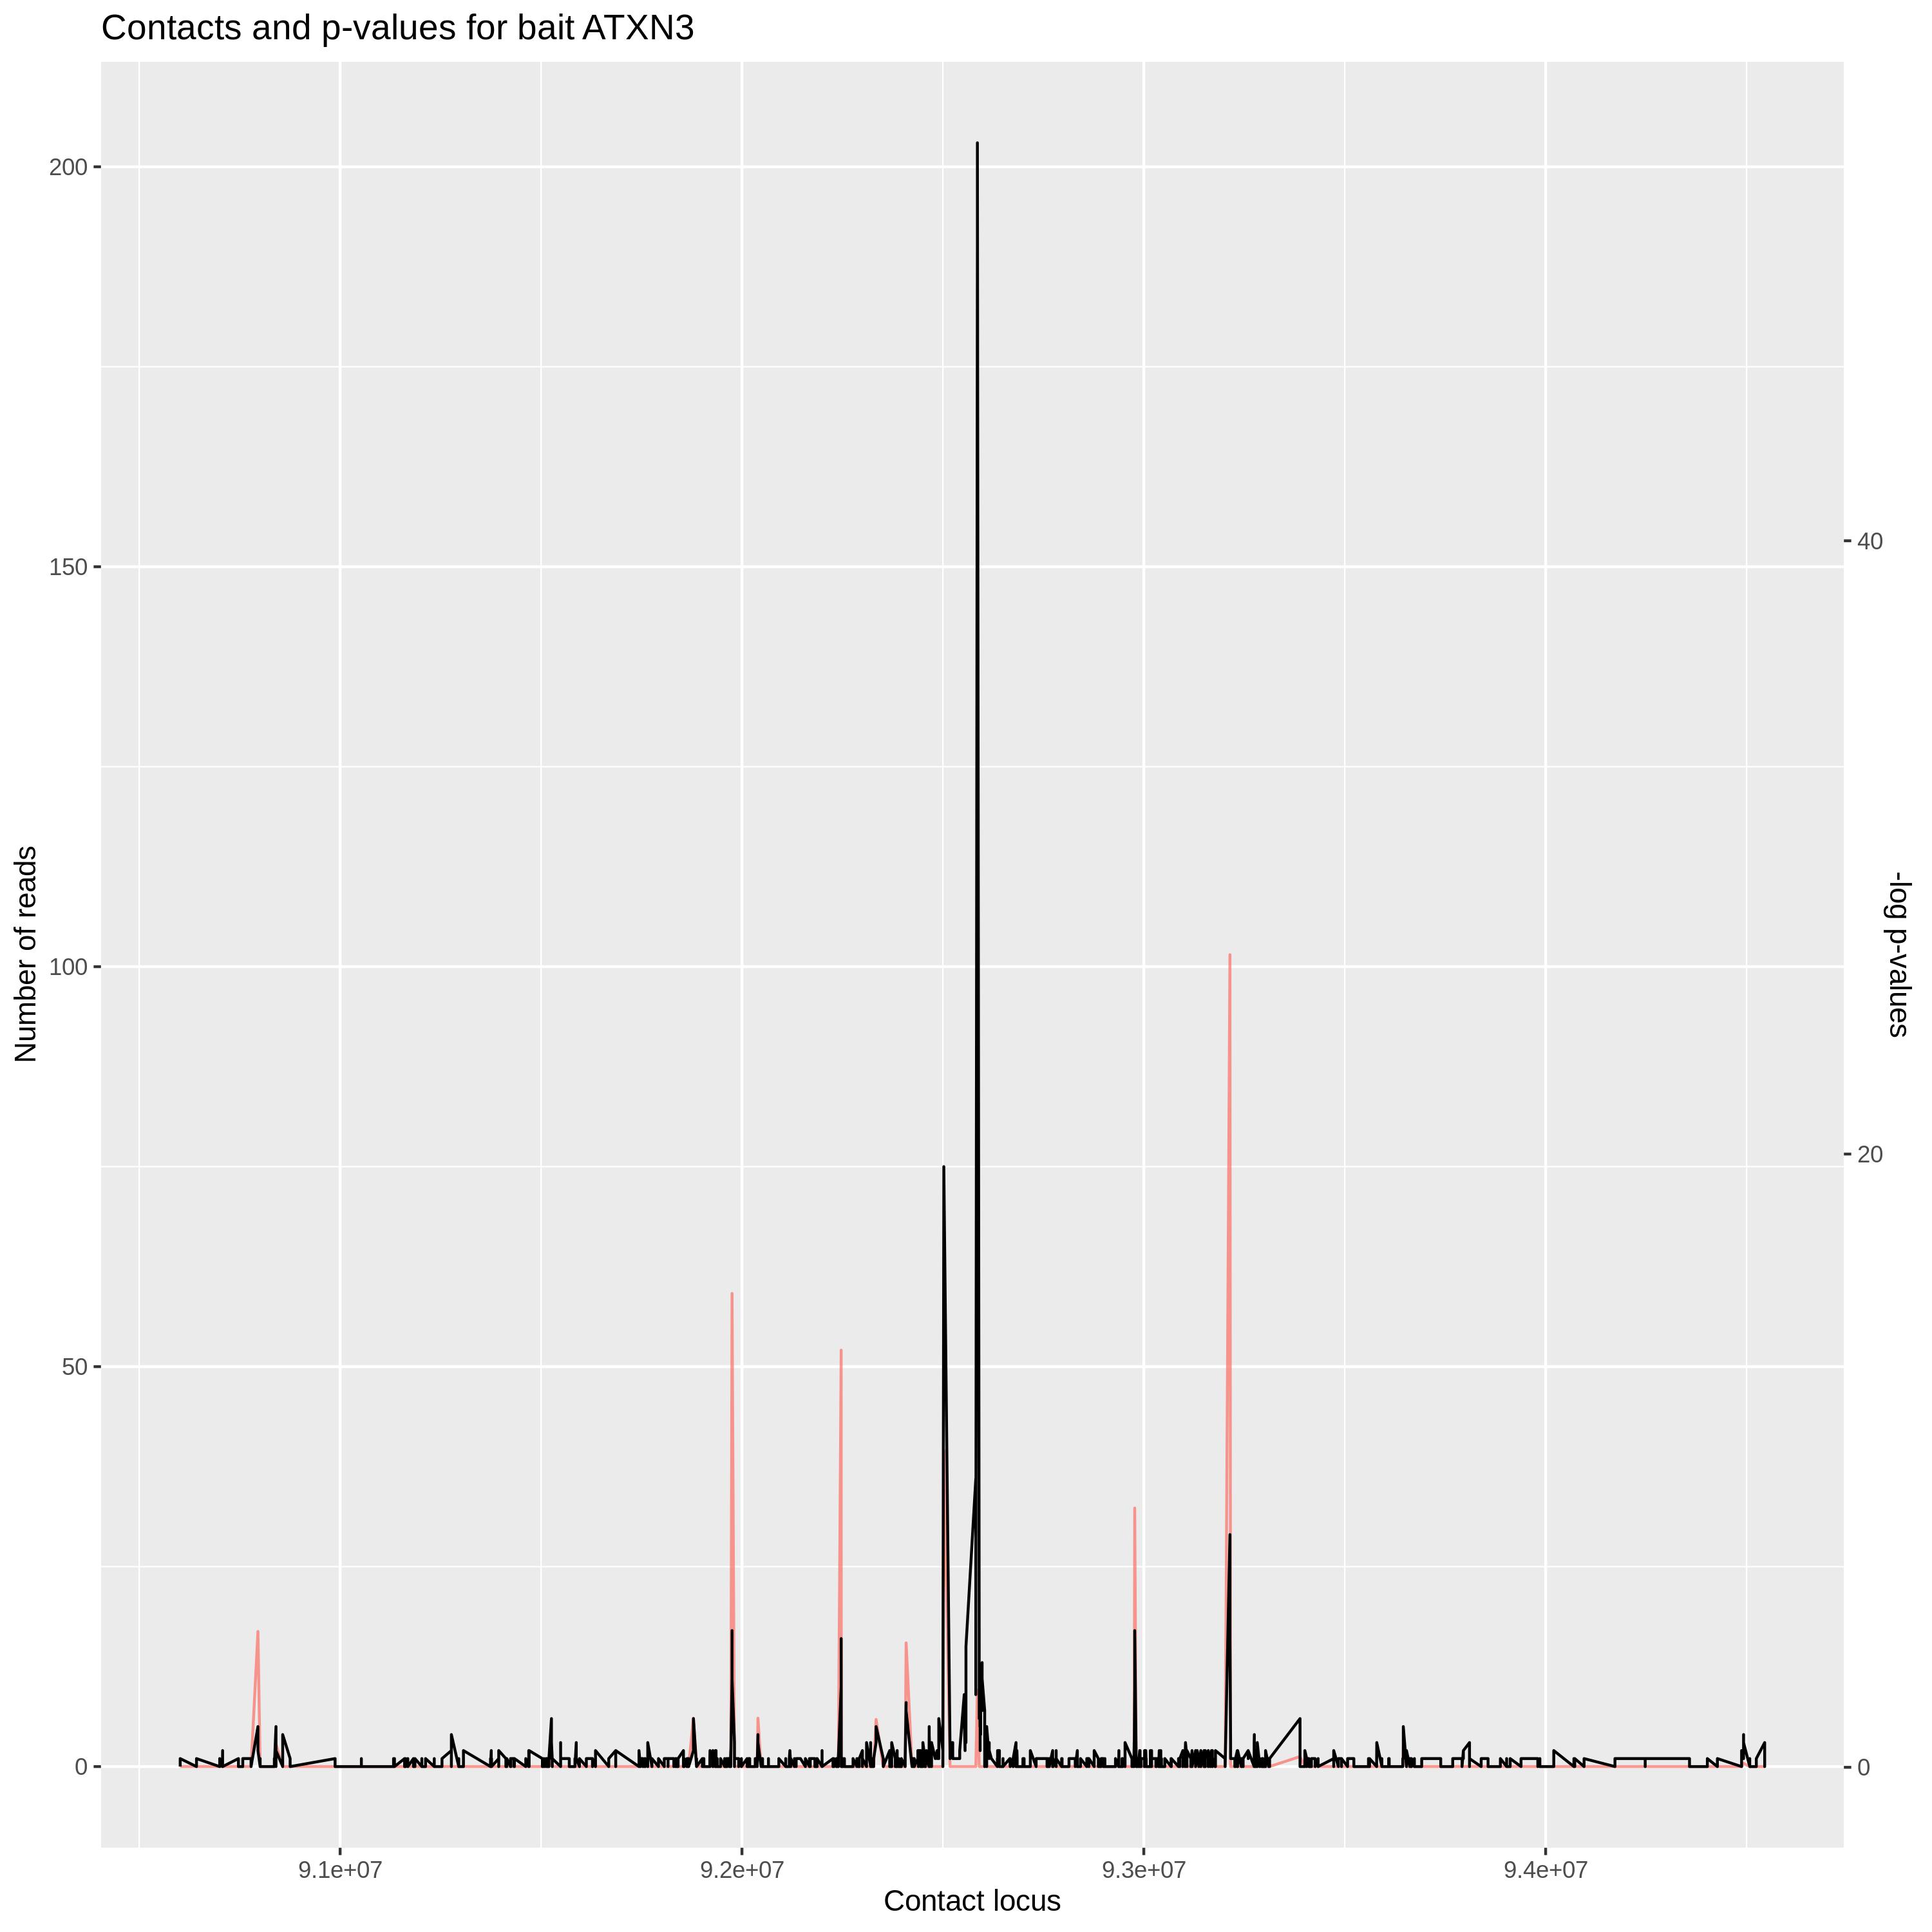 Contacts and p-values for bait ATXN3
Number of reads
200
150
100
50
0
40
20
0
-log p-values
9.1e+07
9.2e+07
9.3e+07
9.4e+07
Contact locus